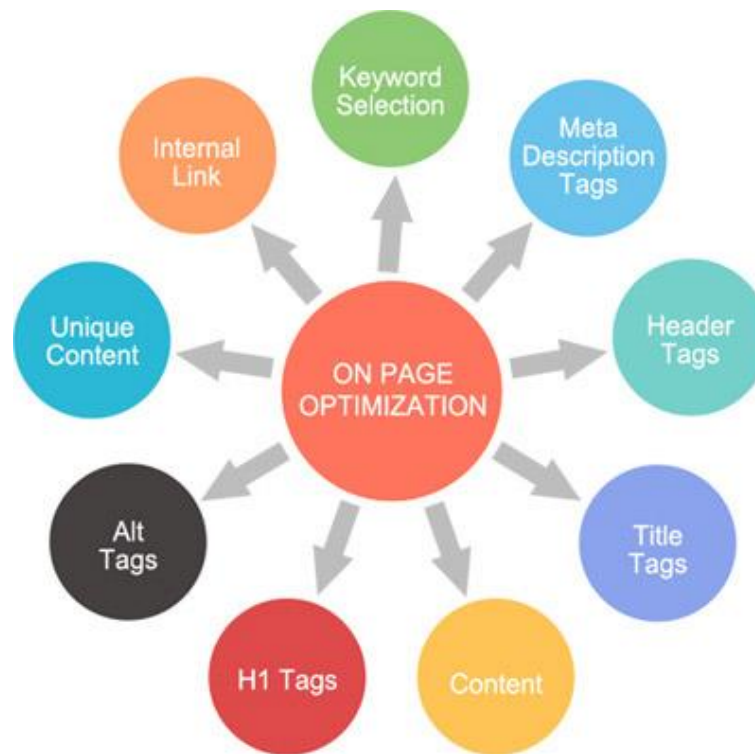 Keyword
Selection
Meta
Description
Tags
Header
Tags
Title
Tags
Content
H1 Tags
Alt
Tags
Unique
Content
Internal
Link
ON PAGE
OPTIMIZATION